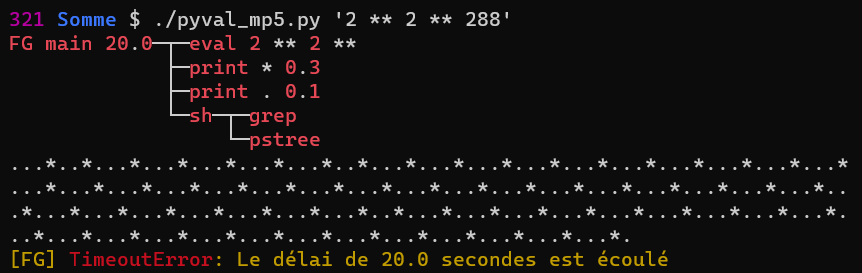 321 Somme $ ./pyval_mp5.py '2 ** 2 ** 288'
FG main 20.0─┬─eval 2 ** 2 **
├─print * 0.3
├─print . 0.1
└─sh─┬─grep
└─pstree
...*..*...*...*...*...*...*..*...*...*...*...*...*...*...*...*...*...*
...*...*...*...*...*...*...*...*...*...*...*...*...*...*...*...*...*..
.*...*...*...*...*...*...*..*...*...*...*...*...*...*...*...*...*...*.
..*...*...*...*...*...*...*...*...*...*...*...*...*.
[FG] TimeoutError: Le délai de 20.0 secondes est écoulé